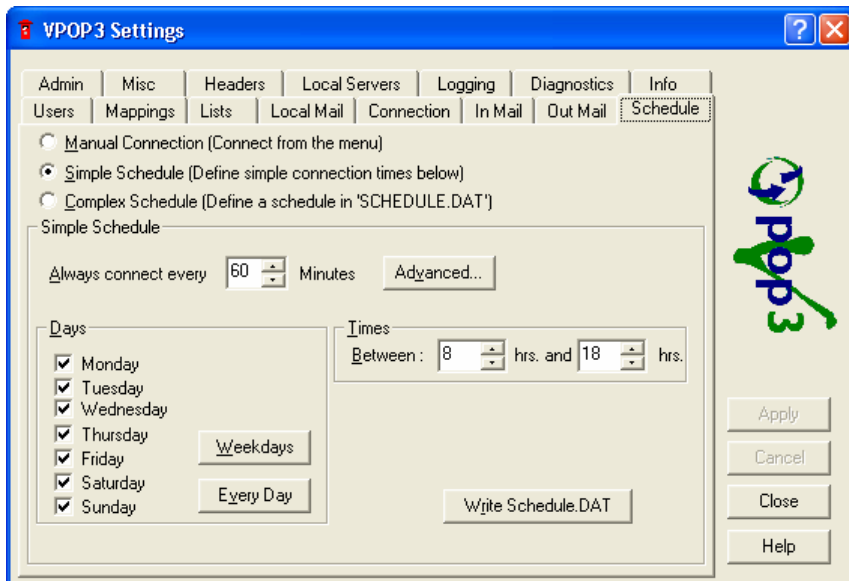 VPOP3 Settings
Admin Misc Headers Local Servers Logging Diagnostics Info
Users Mappings Lists Local Mail Connection In Mail Out Mail Schedule
Manual Connection (Connect from the menu)
Simple Schedule (Define simple connection times below)
Complex Schedule (Define a schedule in 'SCHEDULE.DAT')
Simple Schedule
Always connect every 60 Minutes Advanced...
Days
Monday
Tuesday
Wednesday
Thursday
Friday
Saturday
Sunday
Weekdays
Every Day
Times
Between : 8 hrs. and 18 hrs.
Write Schedule.DAT
vpop3
Apply
Cancel
Close
Help